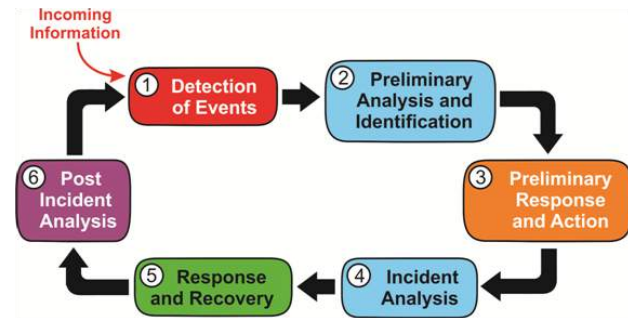 Incoming
Information
1
Detection
of Events
2
Preliminary
Analysis and
Identification
3
Preliminary
Response
and Action
4
Incident
Analysis
5
Response
and Recovery
6
Post
Incident
Analysis